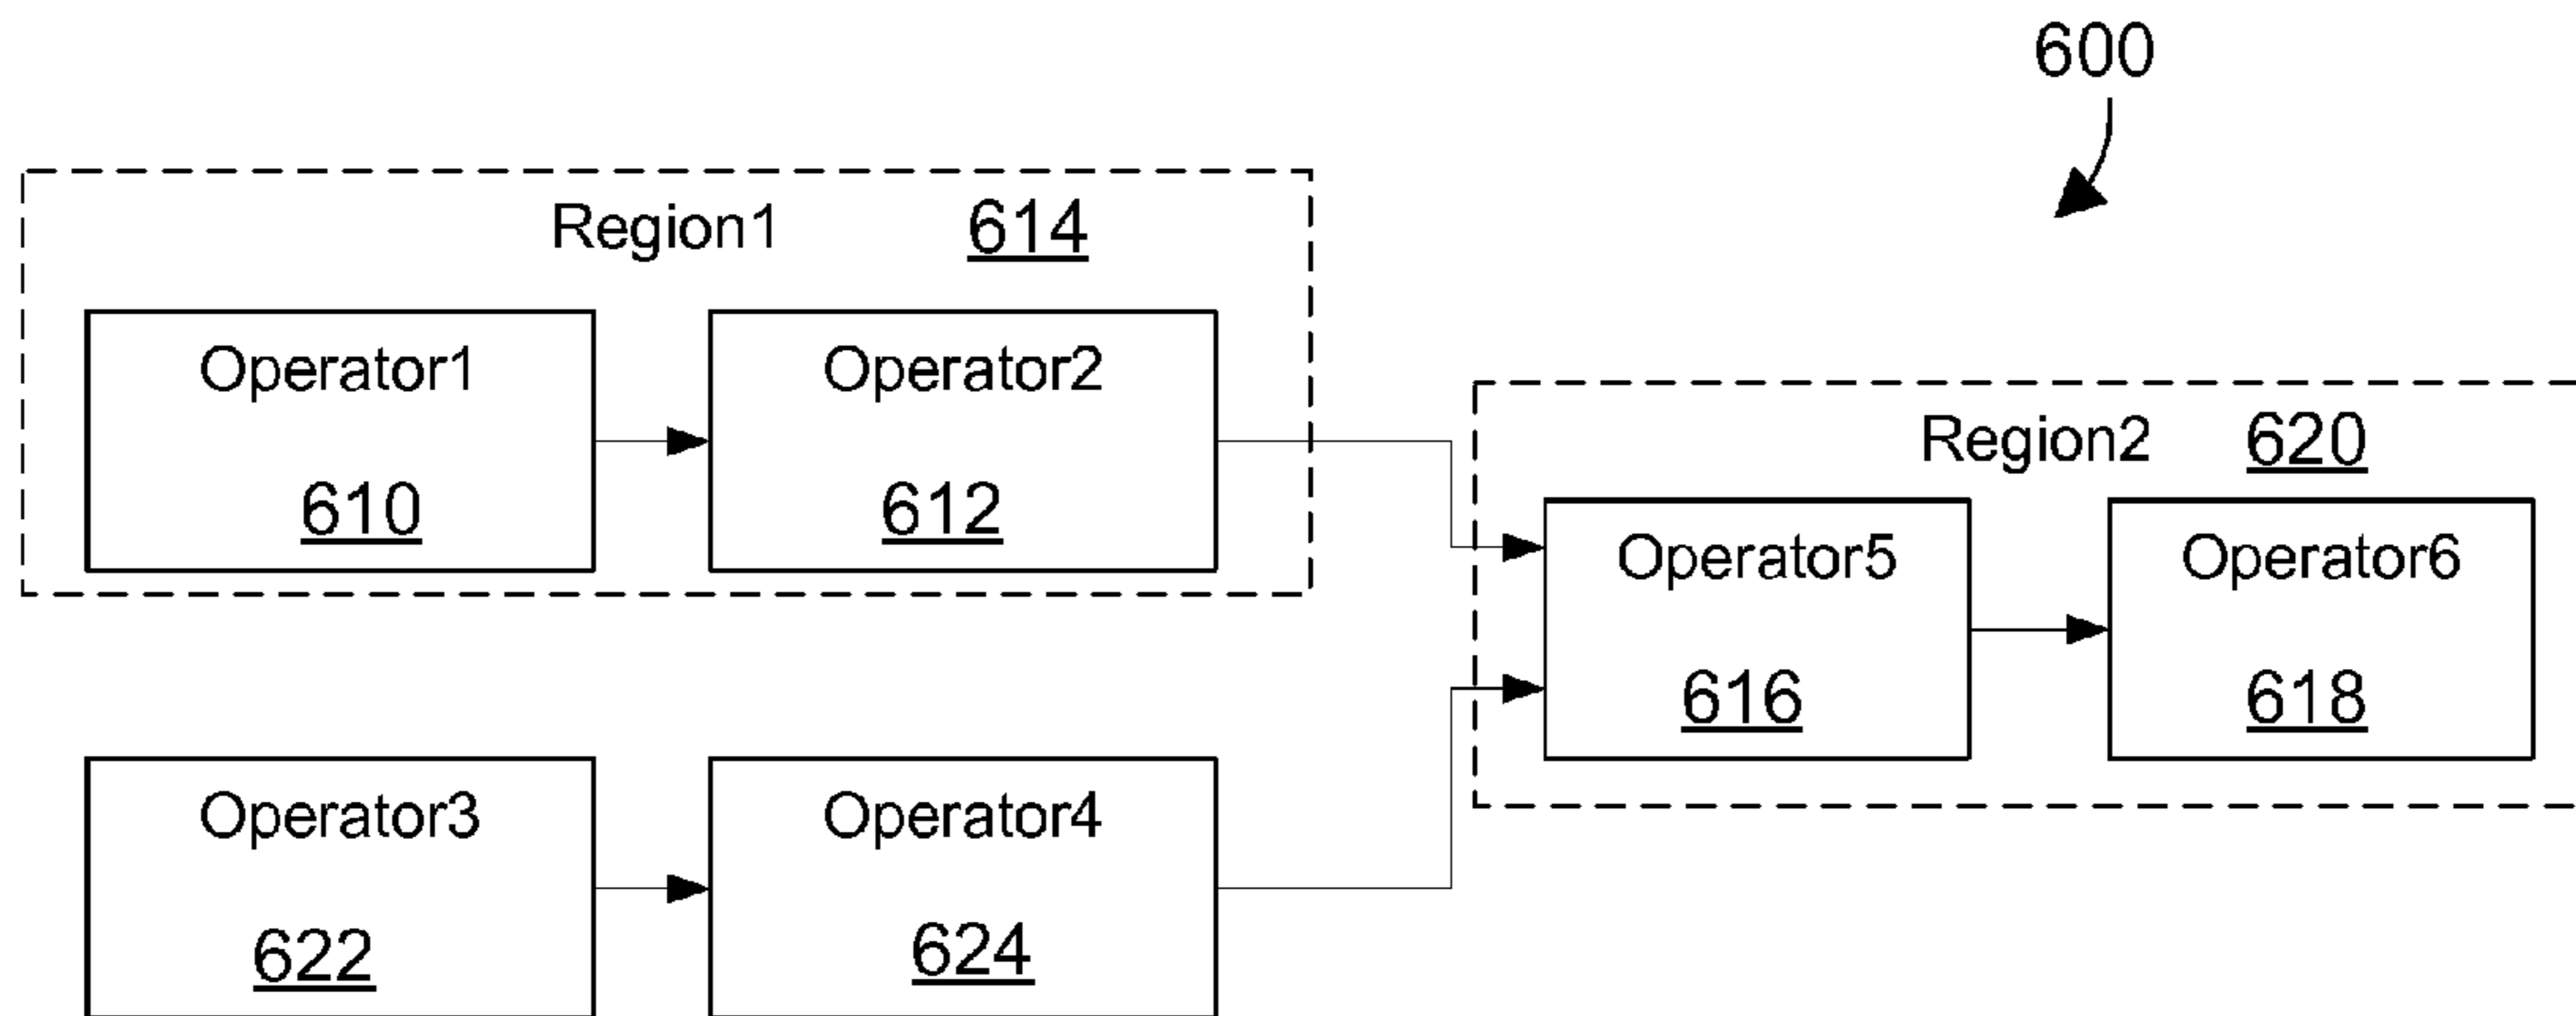 600
Region1 614
Operator1
610
Operator2
612
Region2 620
Operator5
616
Operator6
618
Operator3
622
Operator4
624